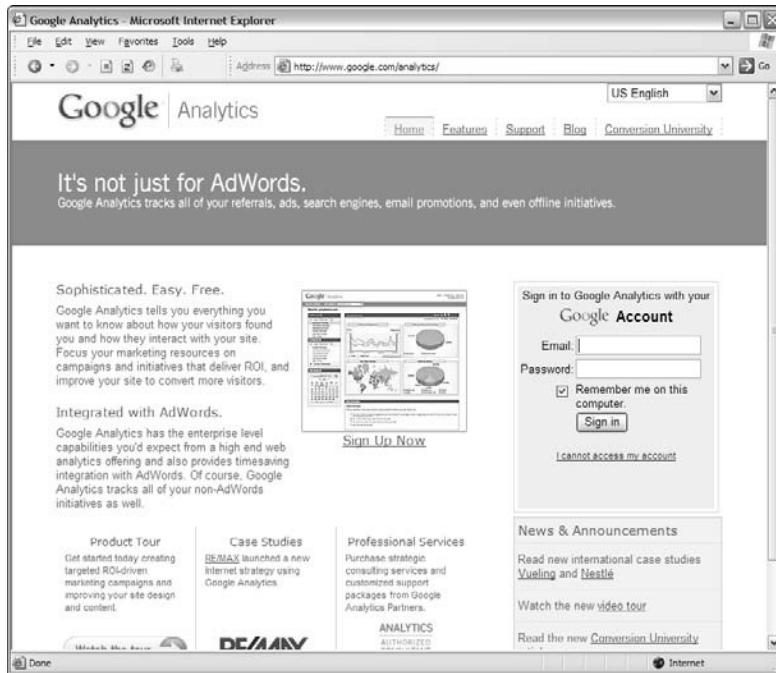 Google Analytics - Microsoft Internet Explorer
File Edit View Favorites Tools Help
Address http://www.google.com/analytics/ Go
US English
Google Analytics
Home Features Support Blog Conversion University
It's not just for AdWords.
Google Analytics tracks all of your referrals, ads, search engines, email promotions, and even offline initiatives.
Sophisticated. Easy. Free.
Google Analytics tells you everything you
want to know about how your visitors found
you and how they interact with your site.
Focus your marketing resources on
campaigns and initiatives that deliver ROI, and
improve your site to convert more visitors.
Integrated with AdWords.
Google Analytics has the enterprise level
capabilities you'd expect from a high end web
analytics offering and also provides timesaving
integration with AdWords. Of course, Google
Analytics tracks all of your non-AdWords
initiatives as well.
Sign Up Now
Sign in to Google Analytics with your
Google Account
Email:
Password:
Remember me on this
computer.
Sign in
I cannot access my account
Product Tour
Get started today creating
targeted ROI-driven
marketing campaigns and
improving your site design
and content.
Watch the tour
Case Studies
RE/MAX launched a new
Internet strategy using
Google Analytics.
RE/MAX
Professional Services
Purchase strategic
consulting services and
customized support
packages from Google
Analytics Partners.
ANALYTICS
AUTHORIZED
News & Announcements
Read new international case studies
Vueling and Nestlé
Watch the new video tour
Read the new Conversion University
Done
Internet